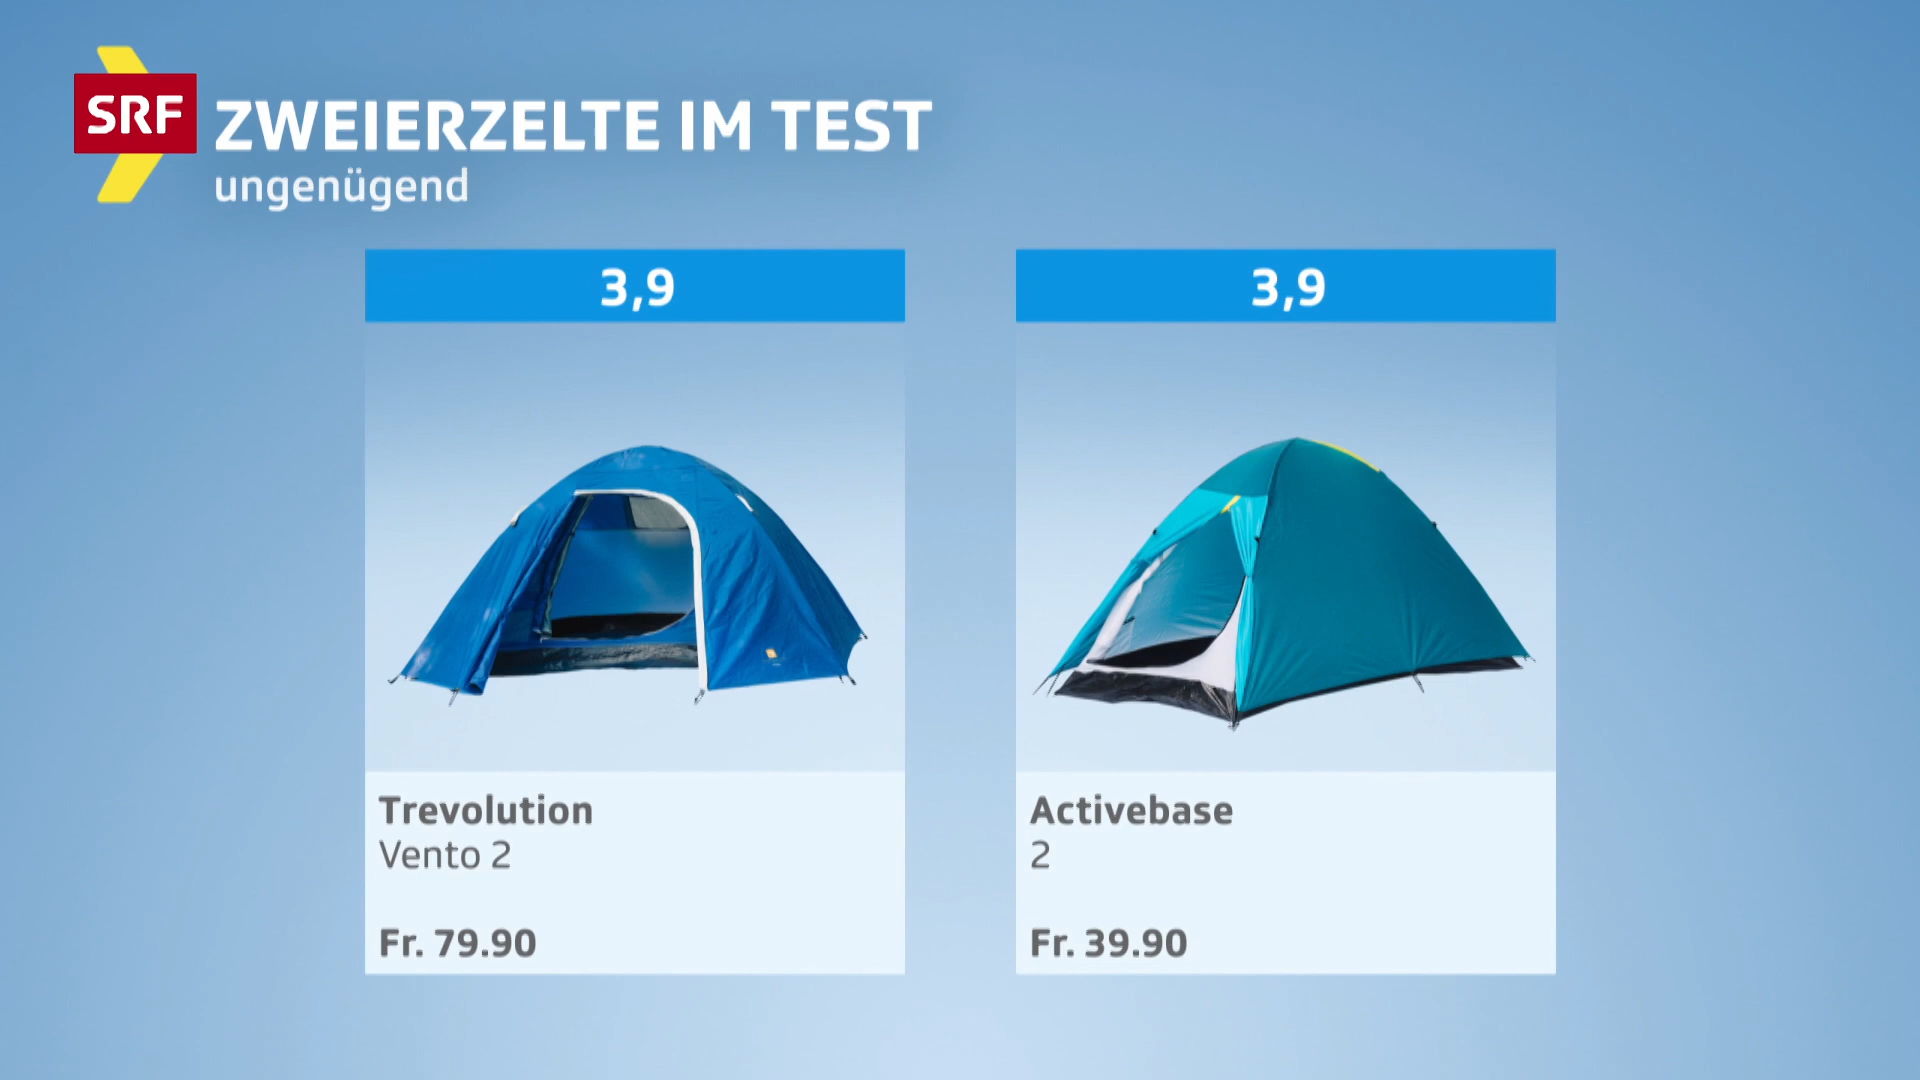 SRF
ZWEIERZELTE IM TEST
ungenügend
3,9
Trevolution
Vento 2
Fr. 79.90
3,9
Activebase
2
Fr. 39.90